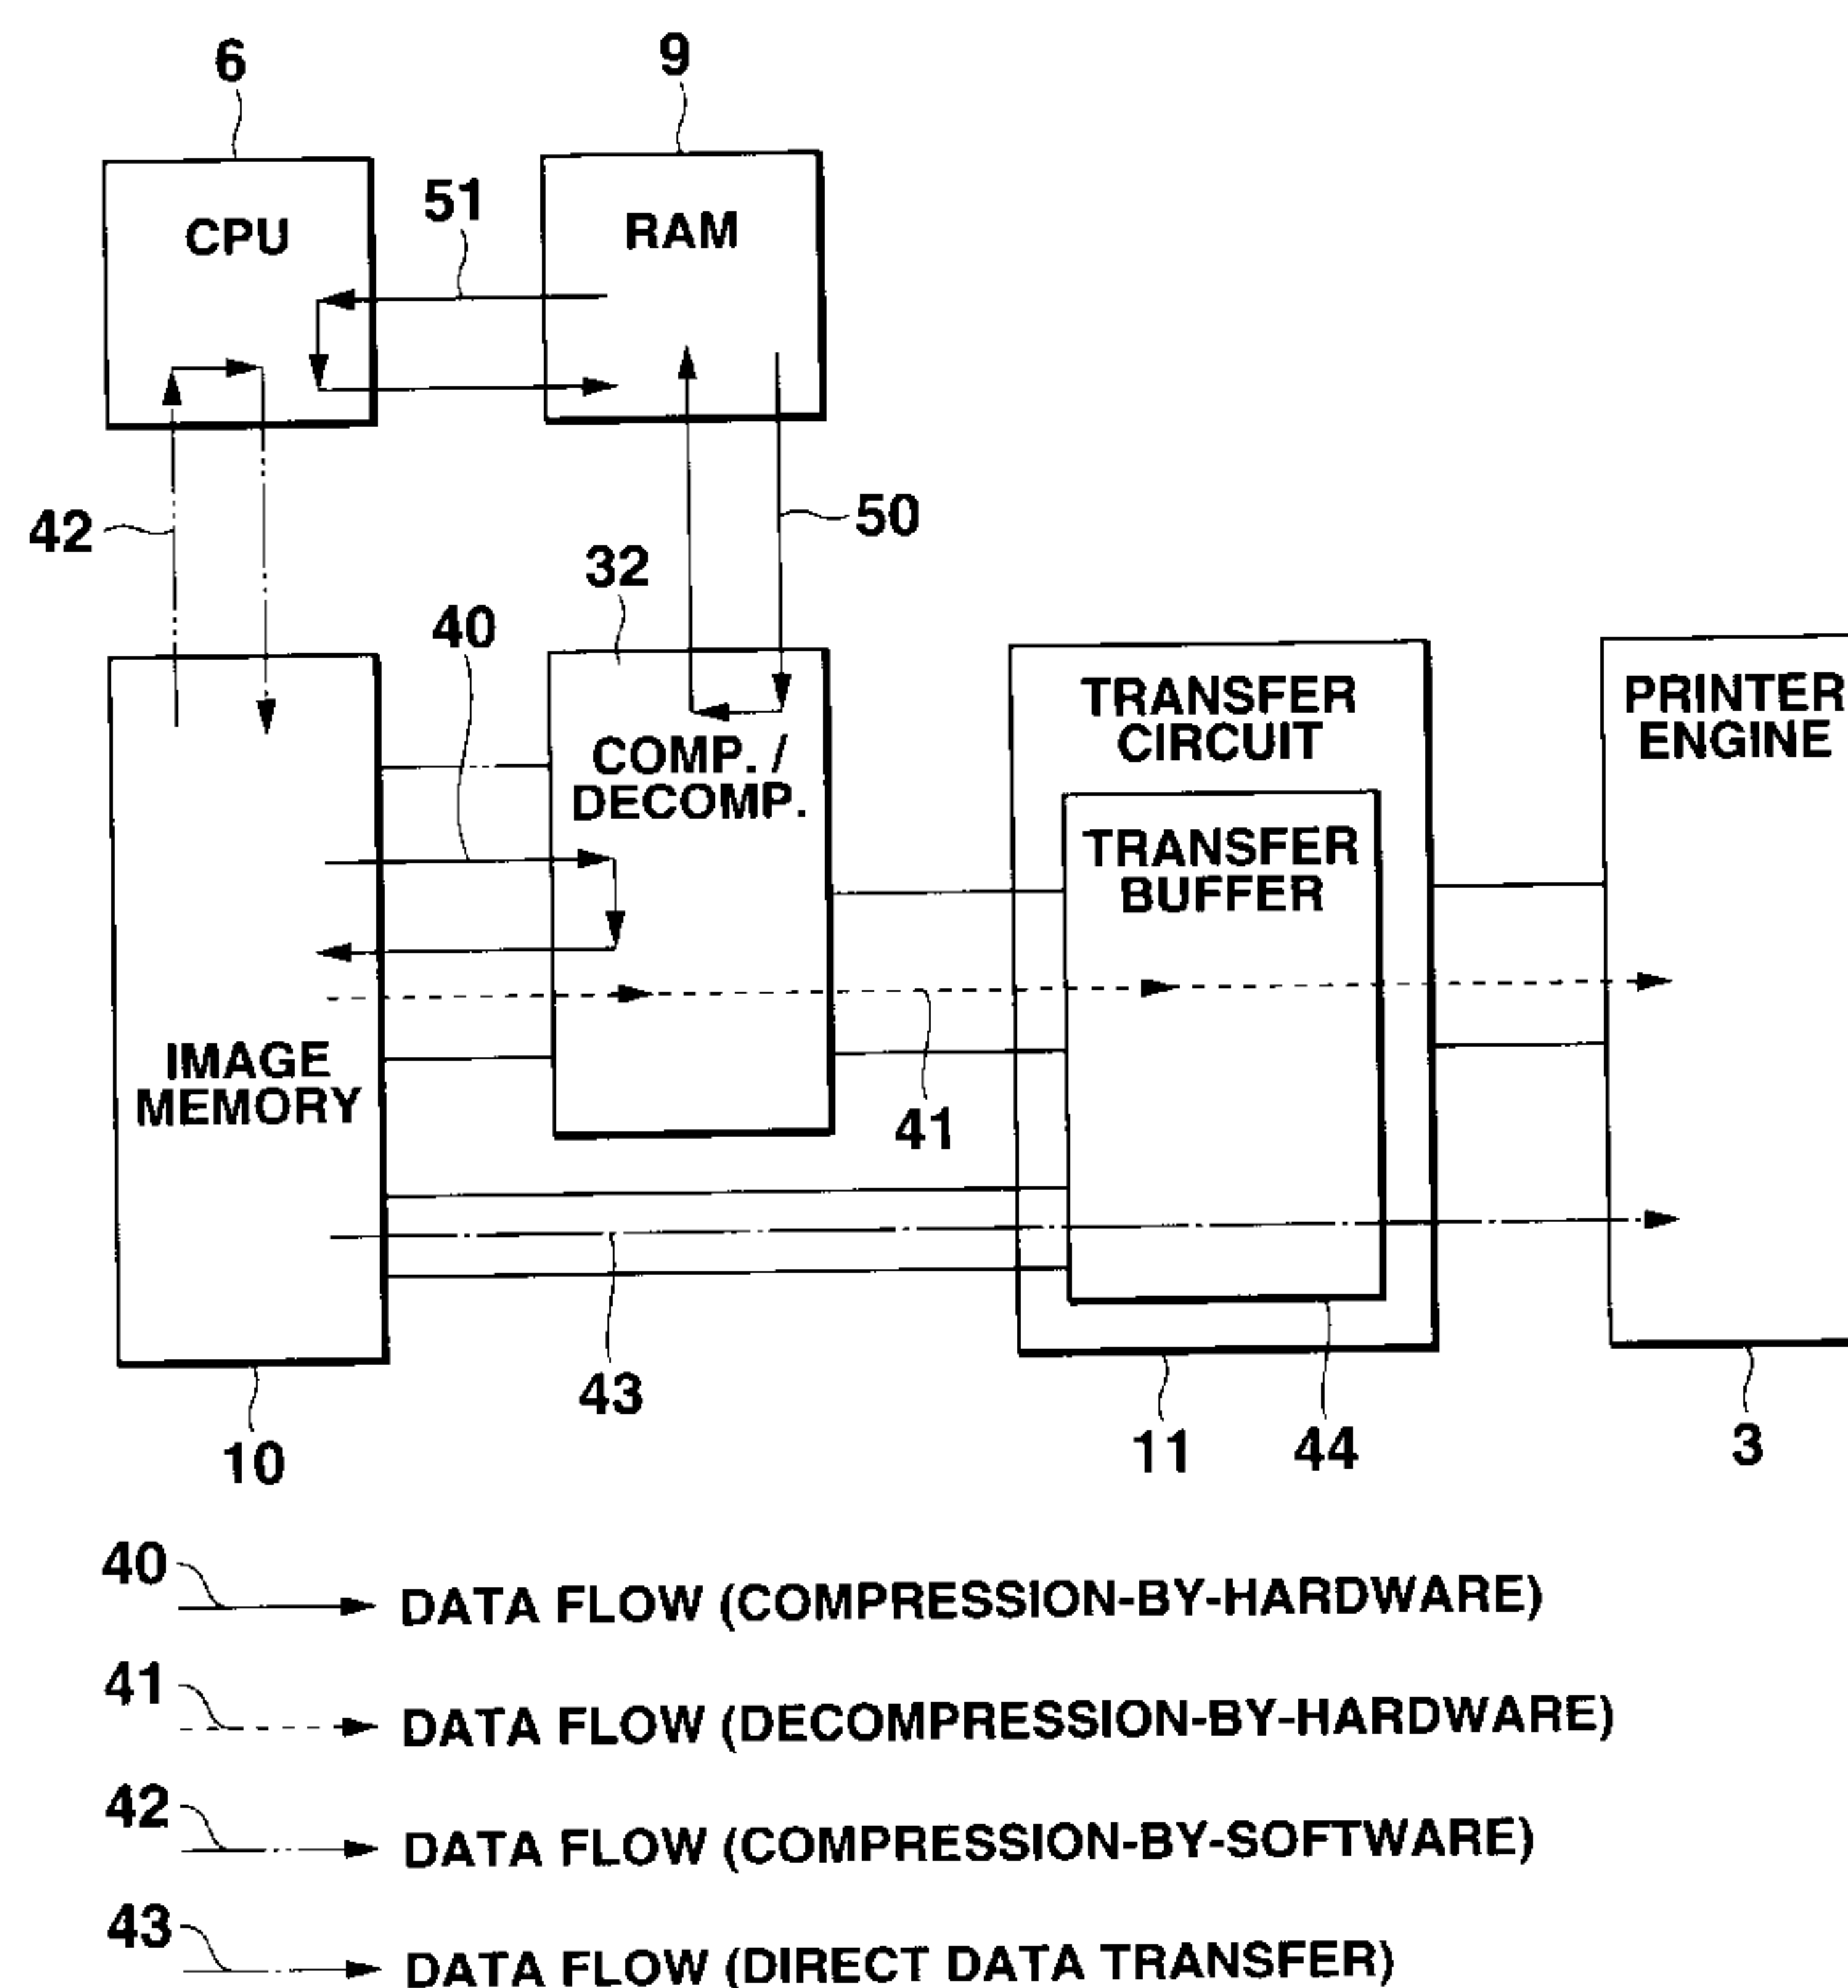 6
9
CPU
51
RAM
42
50
32
40
COMP. /
DECOMP.
TRANSFER
CIRCUIT
PRINTER
ENGINE
TRANSFER
BUFFER
IMAGE
MEMORY
41
43
10
11
44
3
40 DATA FLOW (COMPRESSION-BY-HARDWARE)
41 DATA FLOW (DECOMPRESSION-BY-HARDWARE)
42 DATA FLOW (COMPRESSION-BY-SOFTWARE)
43 DATA FLOW (DIRECT DATA TRANSFER)